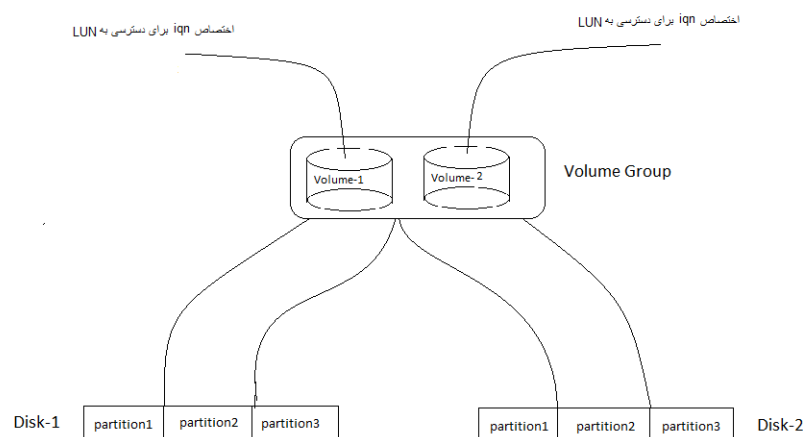 اختصاص iqn برای دسترسی به LUN
اختصاص iqn برای دسترسی به LUN
Volume-1
Volume-2
Volume Group
Disk-1
partition1
partition2
partition3
partition1
partition2
partition3
Disk-2